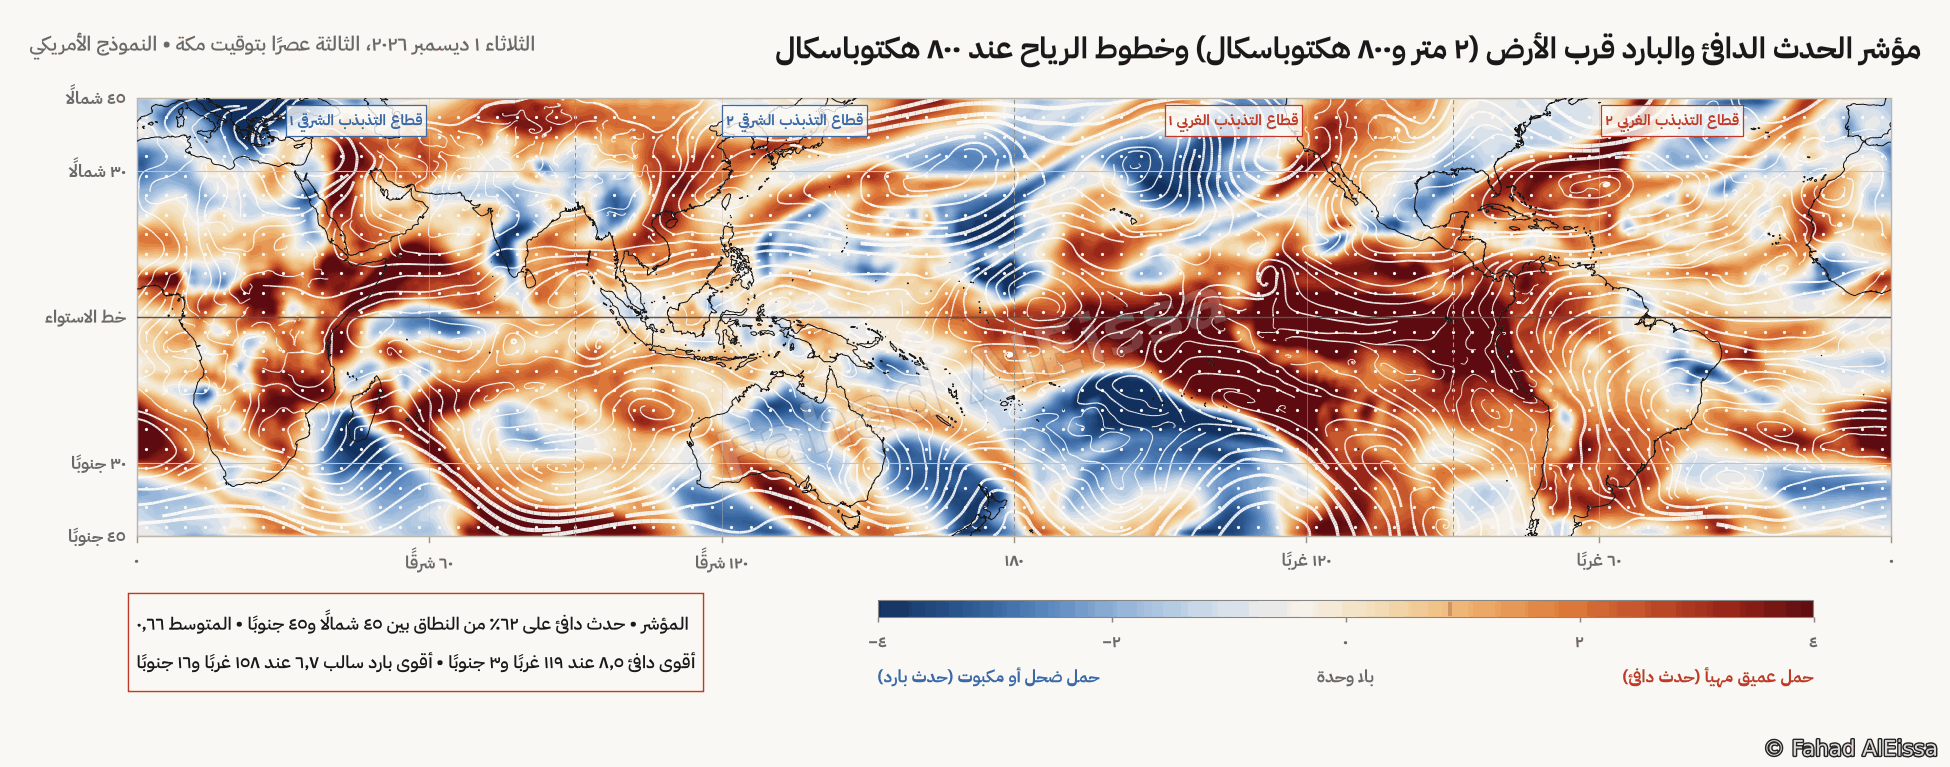 مؤشر الحدث الدافئ والبارد قرب الأرض (٢ متر و٨٠٠ هكتوباسكال) وخطوط الرياح عند ٨٠٠ هكتوباسكال
الثلاثاء ١ ديسمبر ٢٠٢٦، الثالثة عصرًا بتوقيت مكة • النموذج الأمريكي
قطاع التذبذب الشرقي ١
قطاع التذبذب الشرقي ٢
قطاع التذبذب الغربي ١
قطاع التذبذب الغربي ٢
٤٥ شمالًا
٣٠ شمالًا
خط الاستواء
٣٠ جنوبًا
٤٥ جنوبًا
٠
٦٠ شرقًا
١٢٠ شرقًا
١٨٠
١٢٠ غربًا
٦٠ غربًا
٠
Fahad AlEissa
المؤشر • حدث دافئ على ٦٢٪ من النطاق بين ٤٥ شمالًا و٤٥ جنوبًا • المتوسط ٠٫٦٦
أقوى دافئ ٨٫٥ عند ١١٩ غربًا و٣ جنوبًا • أقوى بارد سالب ٦٫٧ عند ١٥٨ غربًا و١٦ جنوبًا
−٤
−٢
٠
٢
٤
حمل ضحل أو مكبوت (حدث بارد)
بلا وحدة
حمل عميق مهيأ (حدث دافئ)
© Fahad AlEissa